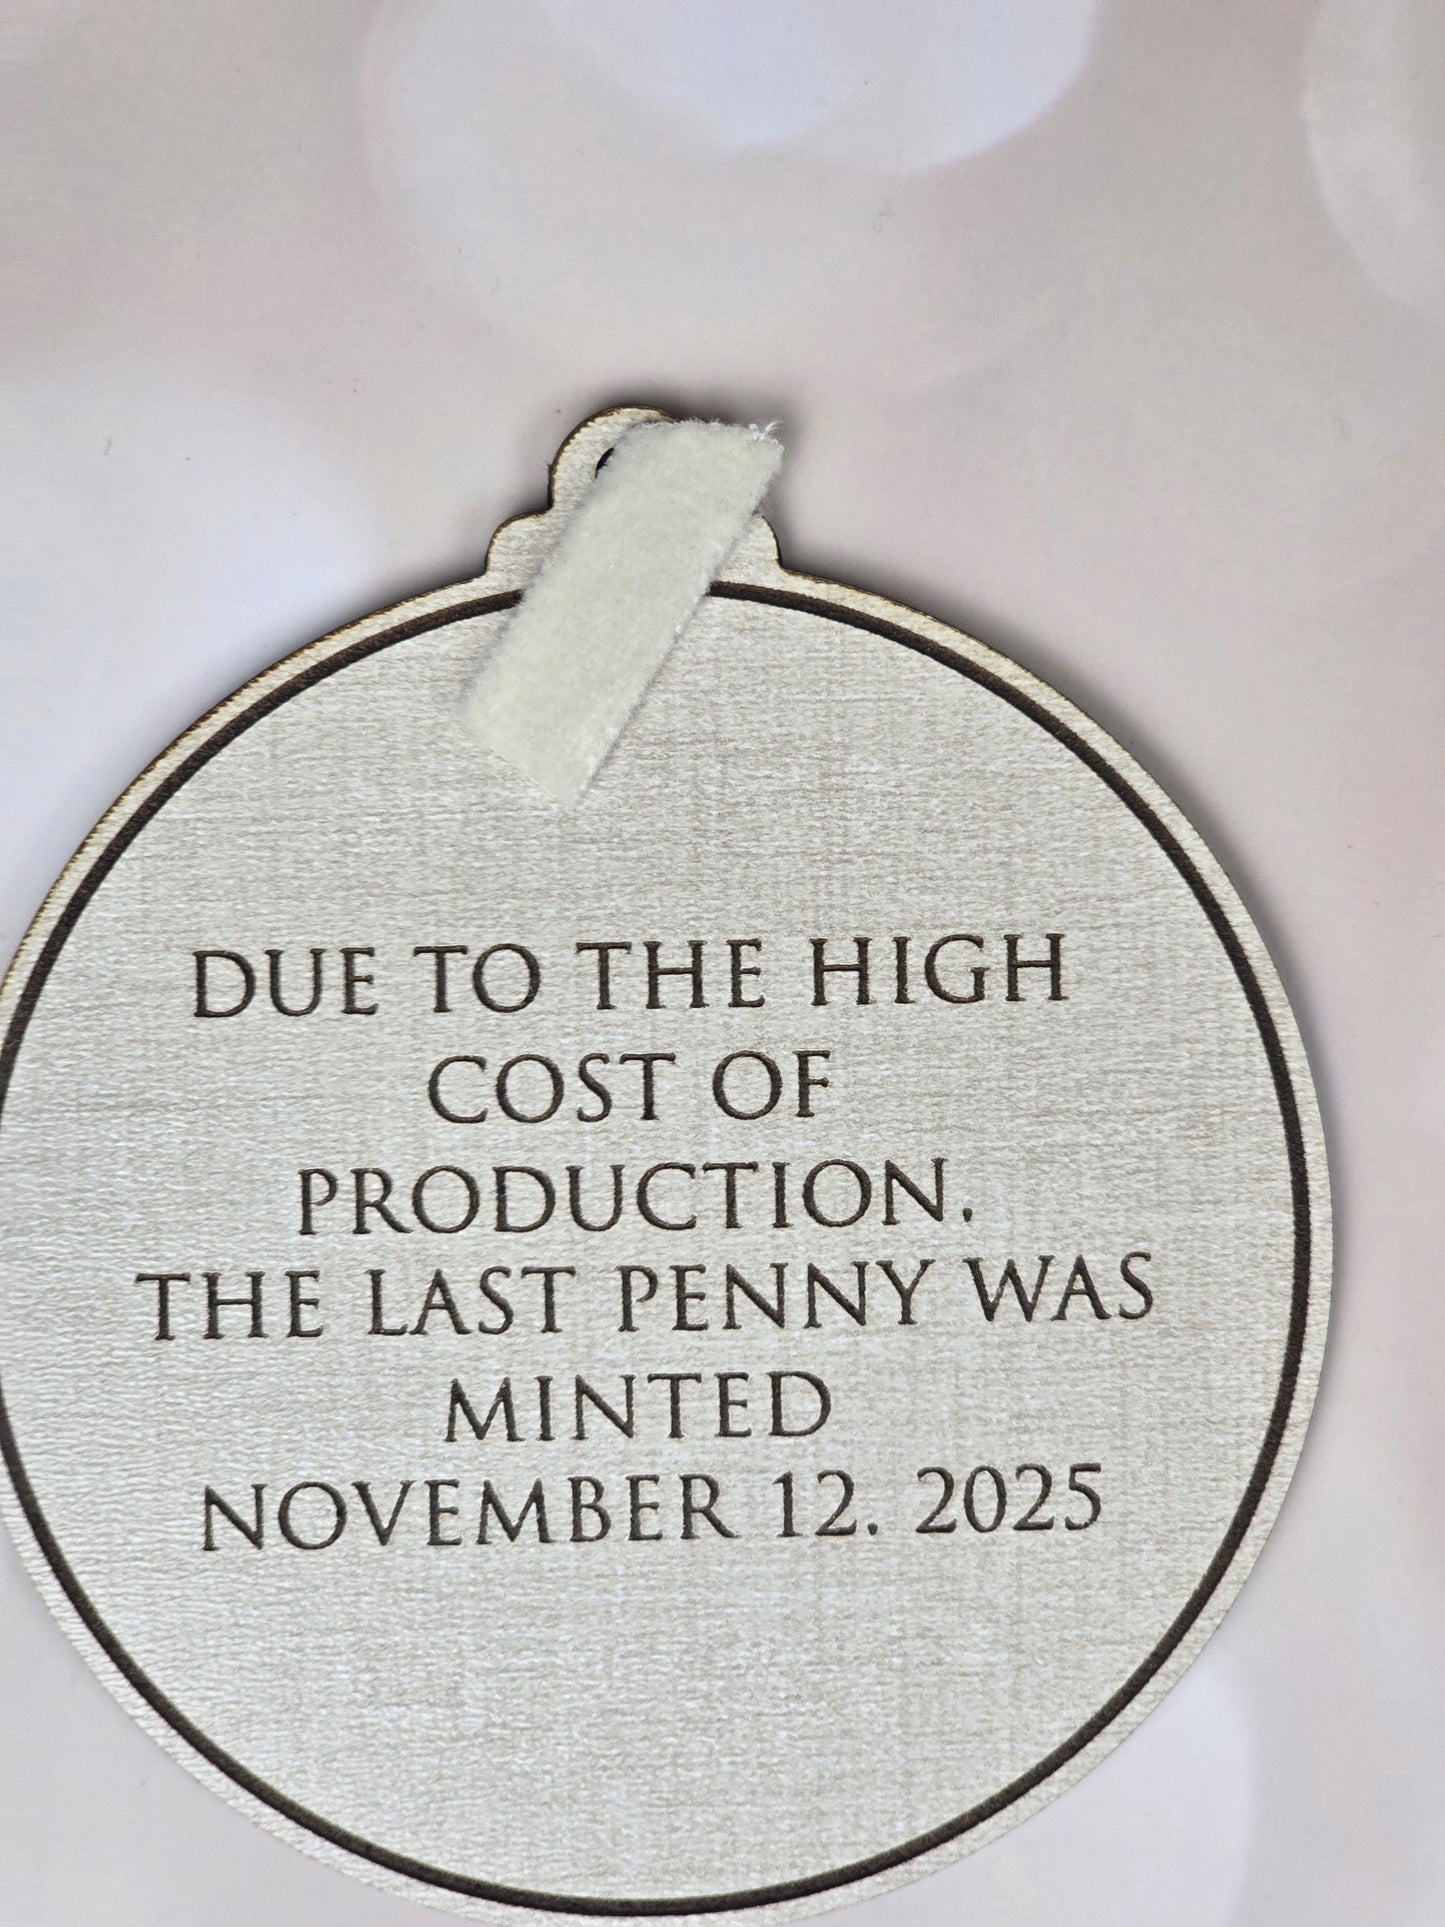 DUE TO THE HIGH
COST OF
PRODUCTION.
THE LAST PENNY WAS
MINTED
NOVEMBER 12. 2025